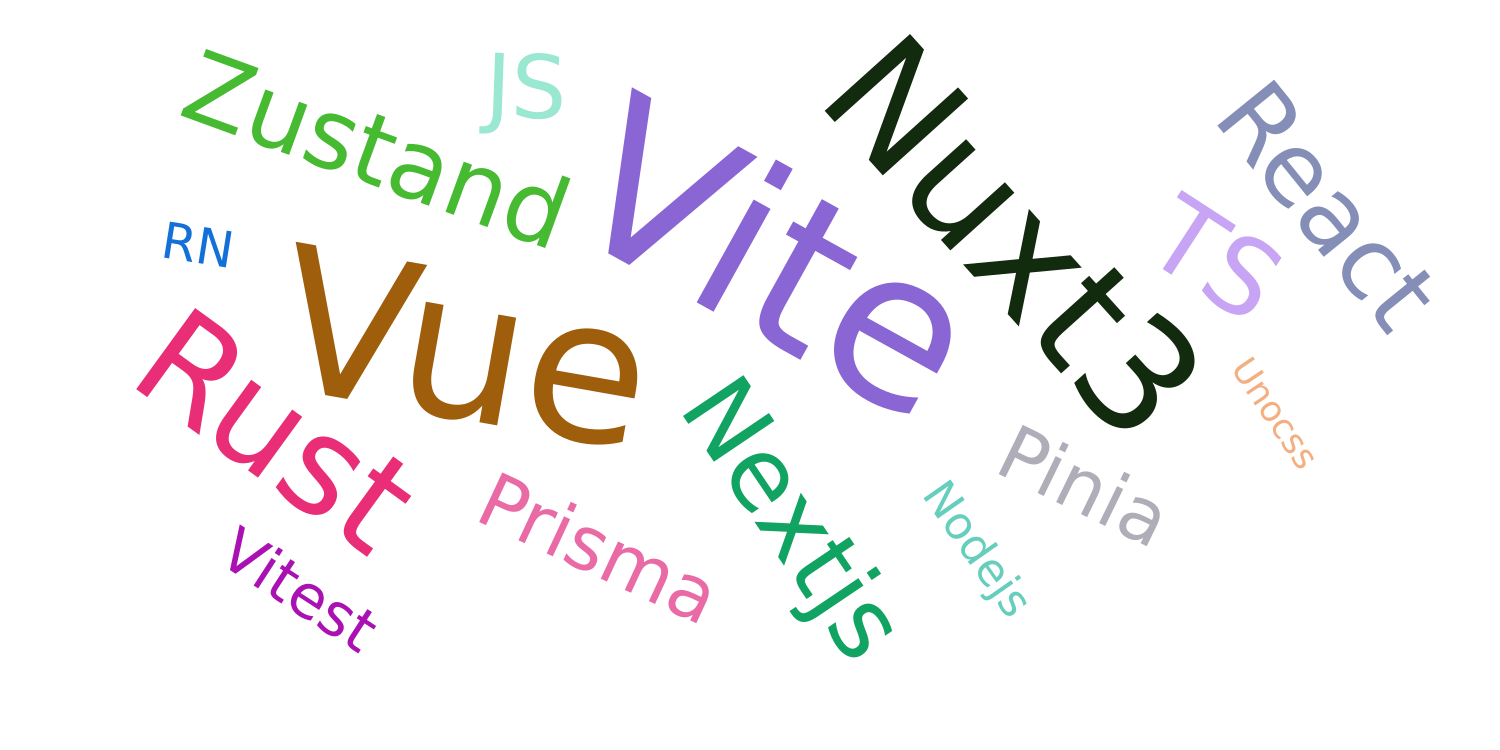 Zustand
JS
Vite
Nuxt3
React
TS
RN
Vue
Rust
Unocss
Nextjs
Pinia
Prisma
Nodejs
Vitest